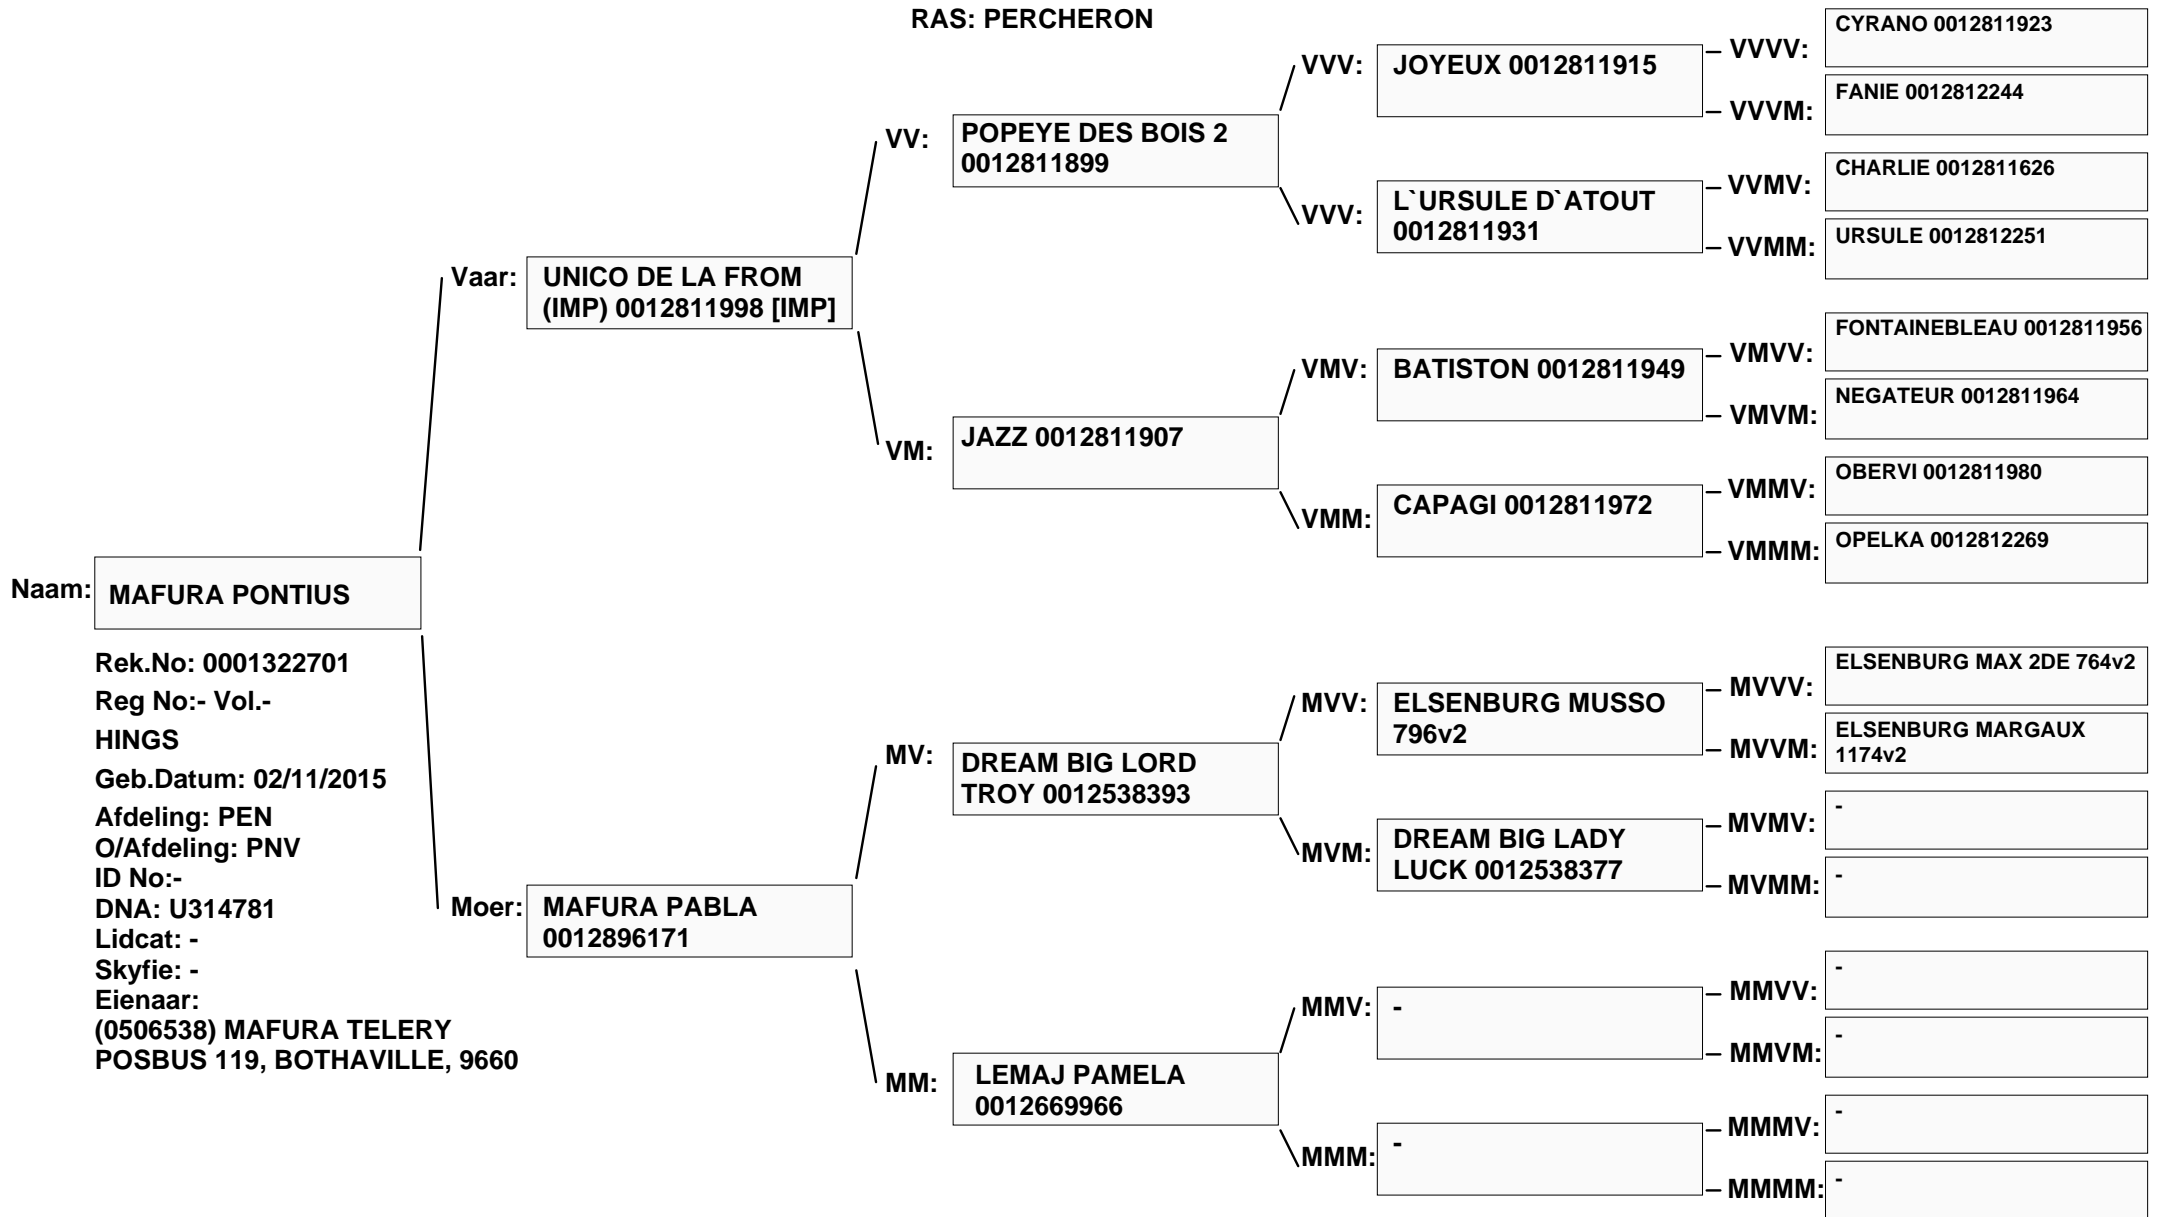 RAS: PERCHERON
Naam:
MAFURA PONTIUS
Rek.No: 0001322701
Reg No:- Vol.-
HINGS
Geb.Datum: 02/11/2015
Afdeling: PEN
O/Afdeling: PNV
ID No:-
DNA: U314781
Lidcat: -
Skyfie: -
Eienaar:
(0506538) MAFURA TELERY
POSBUS 119, BOTHAVILLE, 9660
Vaar:
UNICO DE LA FROM
(IMP) 0012811998 [IMP]
Moer:
MAFURA PABLA
0012896171
VV:
POPEYE DES BOIS 2
0012811899
VM:
JAZZ 0012811907
MV:
DREAM BIG LORD
TROY 0012538393
MM:
LEMAJ PAMELA
0012669966
VVV:
JOYEUX 0012811915
VVV:
L`URSULE D`ATOUT
0012811931
VMV:
BATISTON 0012811949
VMM:
CAPAGI 0012811972
MVV:
ELSENBURG MUSSO
796v2
MVM:
DREAM BIG LADY
LUCK 0012538377
MMV:
-
MMM:
-
VVVV:
CYRANO 0012811923
VVVM:
FANIE 0012812244
VVMV:
CHARLIE 0012811626
VVMM:
URSULE 0012812251
VMVV:
FONTAINEBLEAU 0012811956
VMVM:
NEGATEUR 0012811964
VMMV:
OBERVI 0012811980
VMMM:
OPELKA 0012812269
MVVV:
ELSENBURG MAX 2DE 764v2
MVVM:
ELSENBURG MARGAUX
1174v2
MVMV:
-
MVMM:
-
MMVV:
-
MMVM:
-
MMMV:
-
MMMM:
-